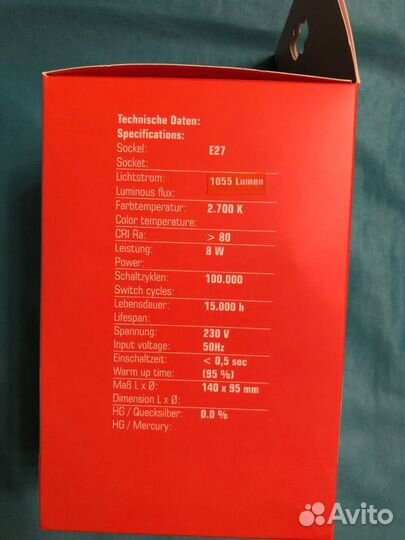 Technische Daten:
Specifications:
Sockel: E27
Socket:
Lichtstrom: 1055 Lumen
Luminous flux:
Farbtemperatur: 2.700 K
Color temperature:
CRI Ra: > 80
Leistung: 8 W
Power:
Schaltzyklen: 100.000
Switch cycles:
Lebensdauer: 15.000 h
Lifespan:
Spannung: 230 V
Input voltage: 50Hz
Einschaltzeit: < 0,5 sec
Warm up time: (95 %)
Maß L x Ø: 140 x 95 mm
Dimension L x Ø:
HG / Quecksilber: 0.0 %
HG / Mercury:
Avito